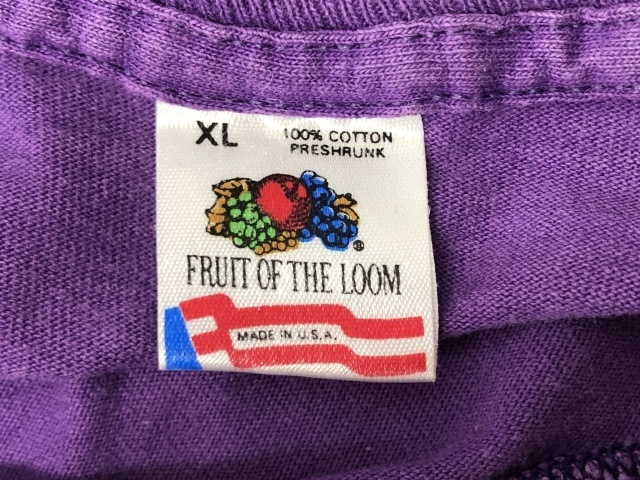 XL
100% COTTON
PRESHRUNK
®
FRUIT OF THE LOOM
MADE IN U.S.A.